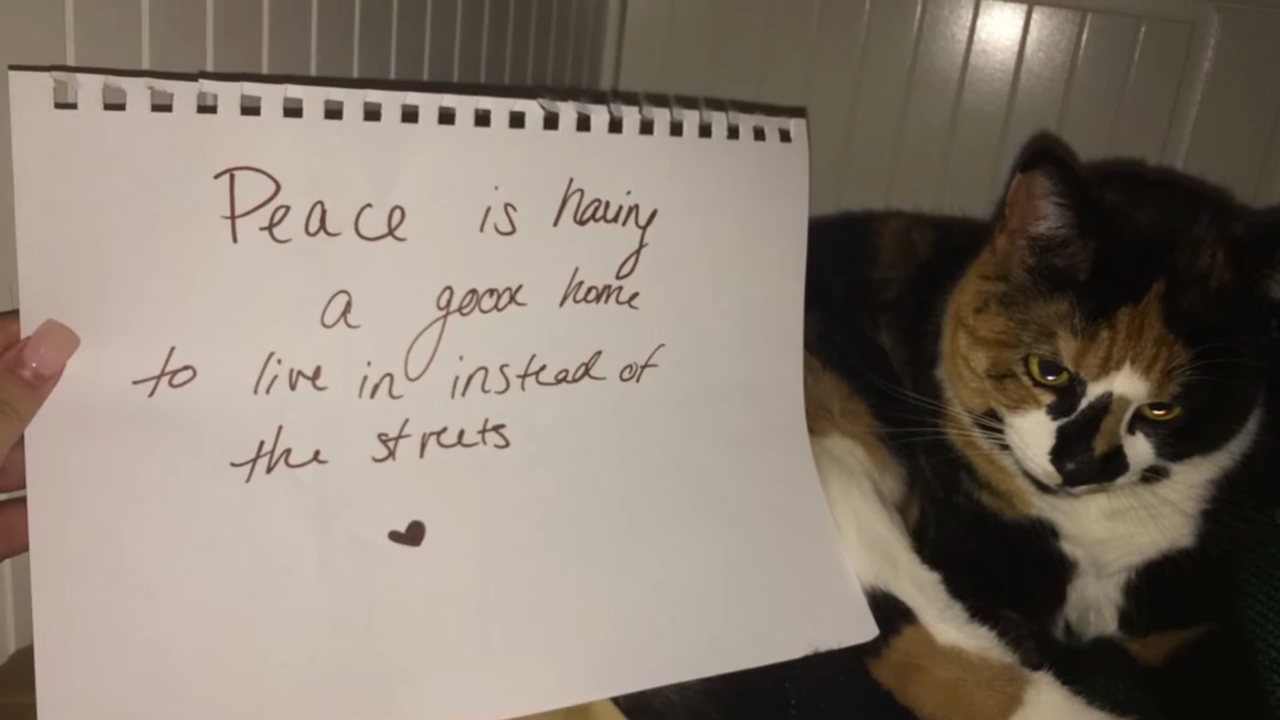 Peace is having
a good home
to live in instead of
the streets